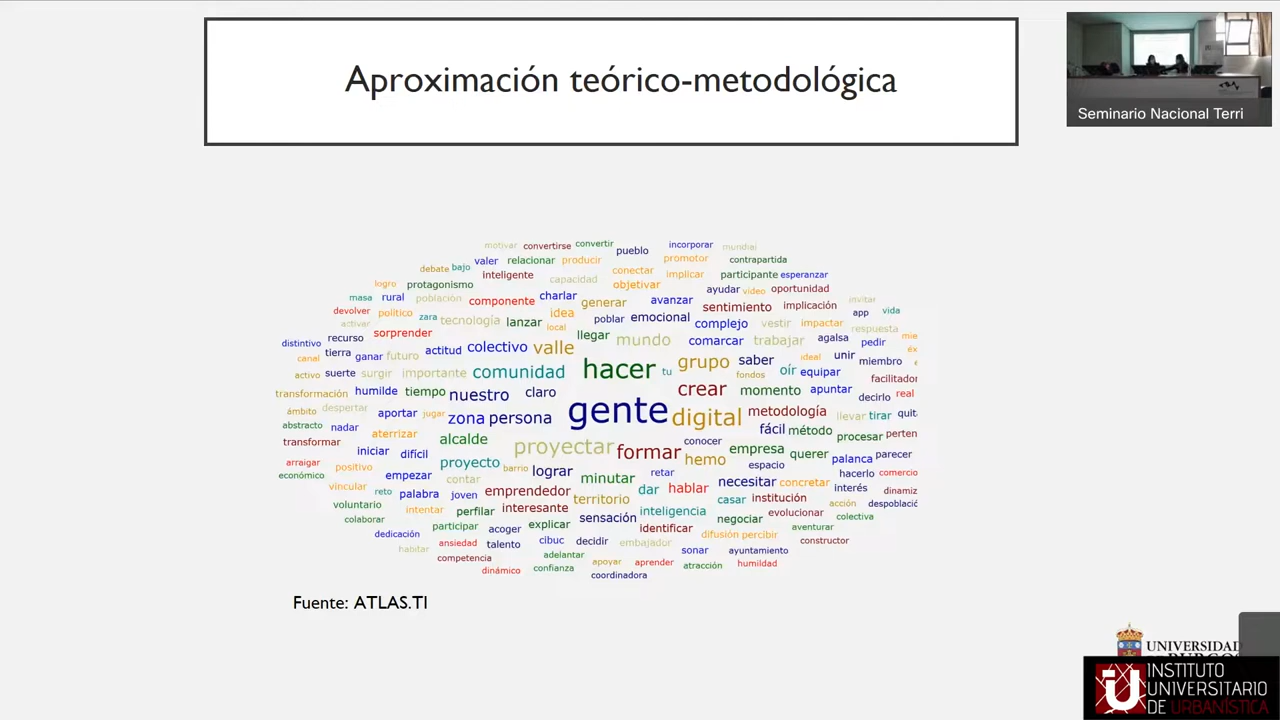 Aproximación teórico-metodológica
Seminario Nacional Terri
motivar convertirse convertir pueblo incorporar mundial
valer relacionar producir promotor contrapartida
debate bajo inteligente capacidad conectar implicar participante esperanzar
logro protagonismo objetivar ayudar video oportunidad
masa rural población componente charlar generar avanzar sentimiento implicación invitar
devolver político zara tecnología lanzar idea poblar emocional complejo vestir impactar app vida
activar sorprender local llegar mundo comarcar trabajar agalsa respuesta
distintivo recurso colectivo valle grupo saber ideal unir pedir
canal tierra ganar futuro actitud hacer tu fondos oír equipar miembro
activo suerte surgir importante comunidad crear momento apuntar facilitador
transformación humilde tiempo nuestro claro decirlo real
ámbito despertar aportar jugar zona persona gente digital metodología llevar tirar
abstracto nadar aterrizar alcalde conocer fácil método procesar
transformar iniciar difícil proyectar formar hemo empresa querer palanca parecer
arraigar positivo proyecto barrio lograr retar espacio hacerlo comercio
económico empezar contar minutar necesitar concretar interés
vincular reto palabra joven emprendedor territorio dar hablar casar institución acción
voluntario intentar perfilar interesante sensación inteligencia negociar evolucionar colectiva
colaborar participar acoger explicar identificar aventurar
dedicación ansiedad talento cibuc decidir embajador difusión percibir constructor
habitar competencia adelantar sonar ayuntamiento
dinámico confianza apoyar aprender atracción humildad
coordinadora
Fuente: ATLAS.TI
UNIVERSIDAD
INSTITUTO
UNIVERSITARIO
DE URBANÍSTICA